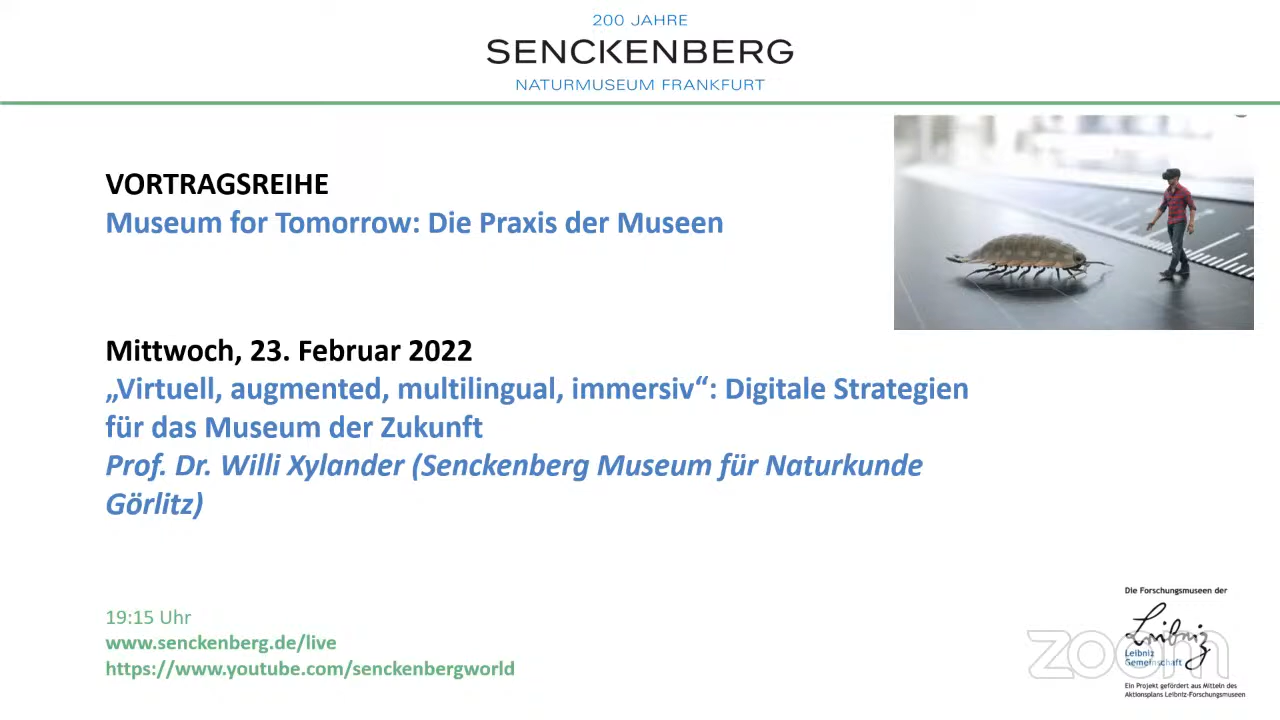 200 JAHRE
SENCKENBERG
NATURMUSEUM FRANKFURT
VORTRAGSREIHE
Museum for Tomorrow: Die Praxis der Museen
Mittwoch, 23. Februar 2022
„Virtuell, augmented, multilingual, immersiv“: Digitale Strategien
für das Museum der Zukunft
Prof. Dr. Willi Xylander (Senckenberg Museum für Naturkunde
Görlitz)
19:15 Uhr
www.senckenberg.de/live
https://www.youtube.com/senckenbergworld
Die Forschungsmuseen der
Leibniz
zoom
Leibniz
Gemeinschaft
Ein Projekt gefördert aus Mitteln des
Aktionsplans Leibniz-Forschungsmuseen